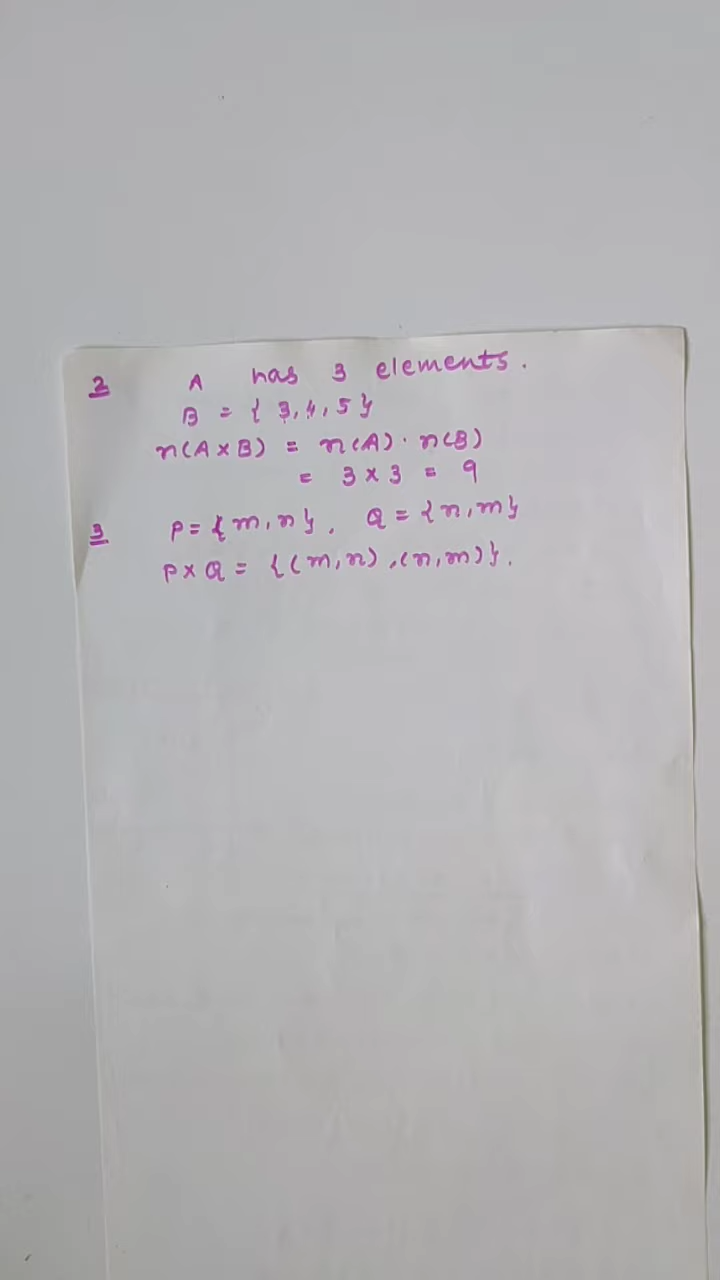 2 A has 3 elements.
B = { 3, 4, 5 }
n(A × B) = n(A) · n(B)
= 3 × 3 = 9
3 P = { m, n }, Q = { n, m }
P × Q = { (m, n), (n, m) }.